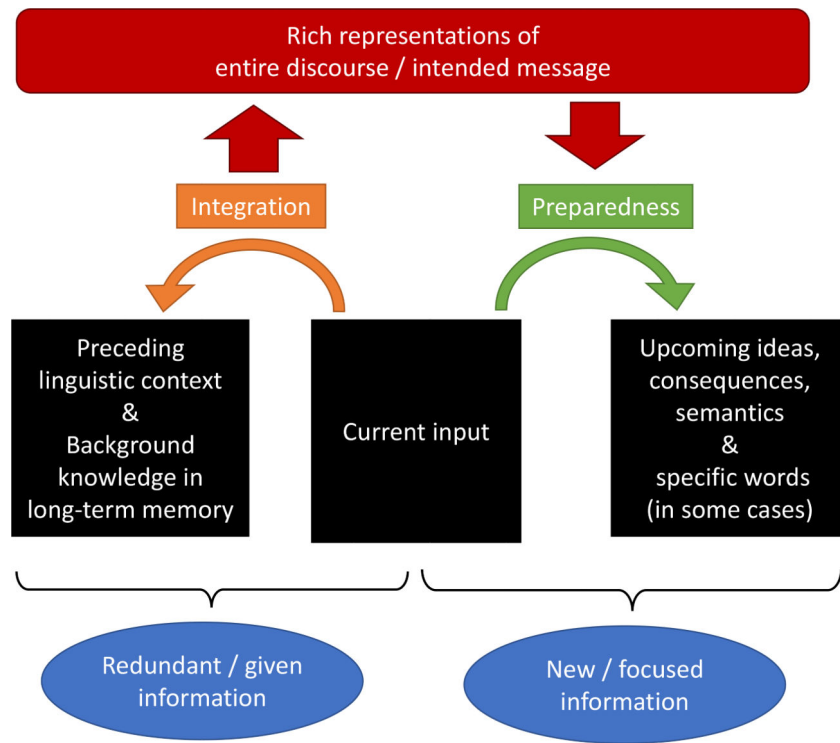 Rich representations of
entire discourse / intended message
Integration
Preparedness
Preceding
linguistic context
&
Background
knowledge in
long-term memory
Current input
Upcoming ideas,
consequences,
semantics
&
specific words
(in some cases)
Redundant / given
information
New / focused
information